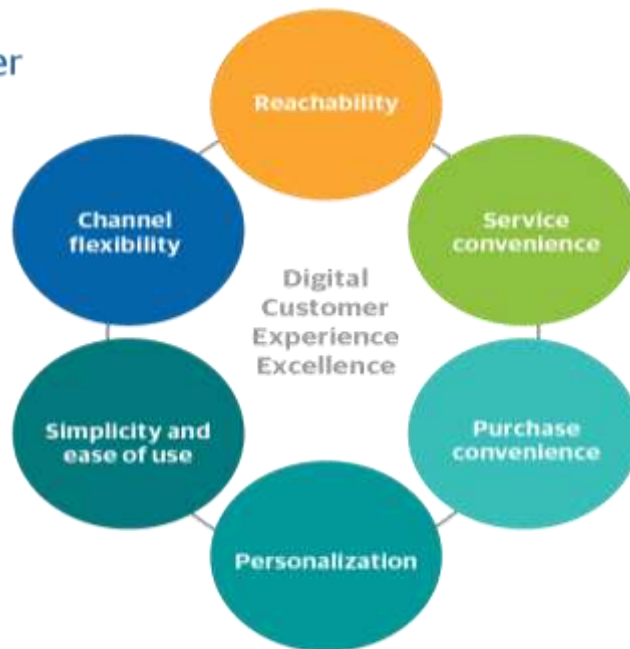 er
Reachability
Channel
flexibility
Service
convenience
Digital
Customer
Experience
Excellence
Simplicity and
ease of use
Purchase
convenience
Personalization